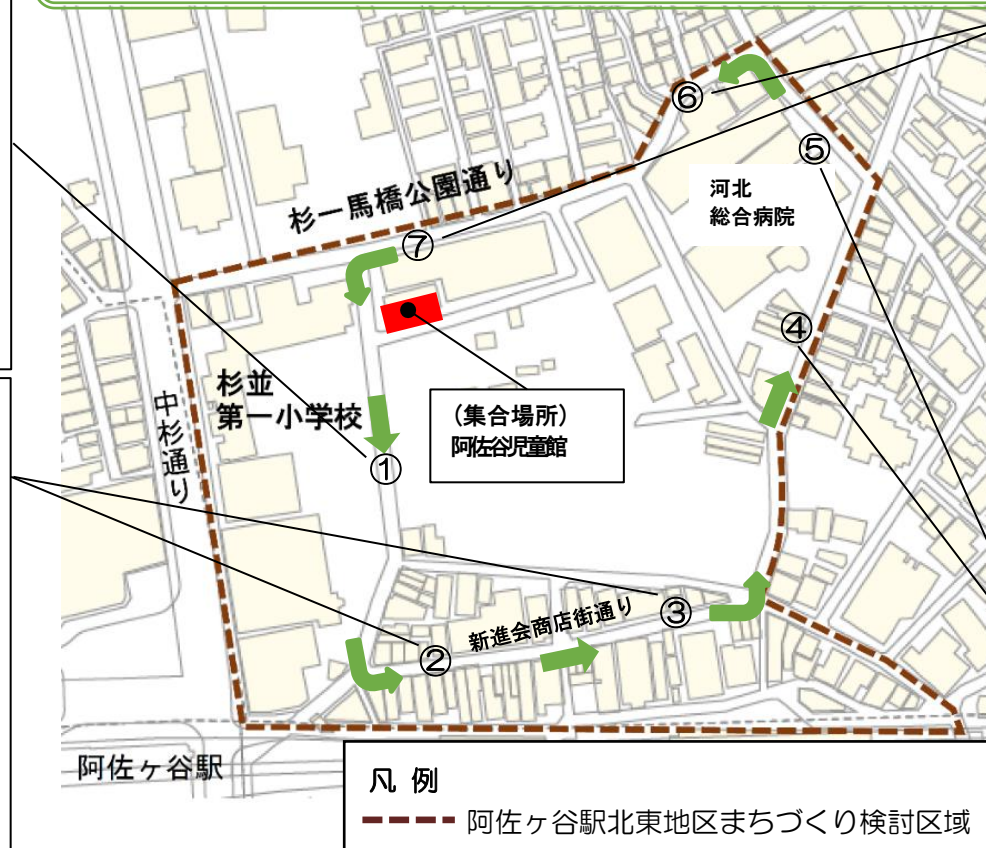 ⑥
⑤
河北
総合病院
杉一馬橋公園通り
⑦
④
杉並
第一小学校
中杉通り
(集合場所)
阿佐谷児童館
①
③
新進会商店街通り
②
阿佐ヶ谷駅
凡 例
阿佐ヶ谷駅北東地区まちづくり検討区域